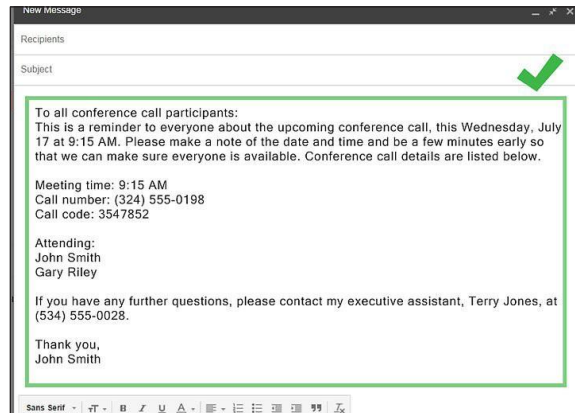 New Message
Recipients
Subject
To all conference call participants:
This is a reminder to everyone about the upcoming conference call, this Wednesday, July
17 at 9:15 AM. Please make a note of the date and time and be a few minutes early so
that we can make sure everyone is available. Conference call details are listed below.
Meeting time: 9:15 AM
Call number: (324) 555-0198
Call code: 3547852
Attending:
John Smith
Gary Riley
If you have any further questions, please contact my executive assistant, Terry Jones, at
(534) 555-0028.
Thank you,
John Smith
Sans Serif TT B I U A